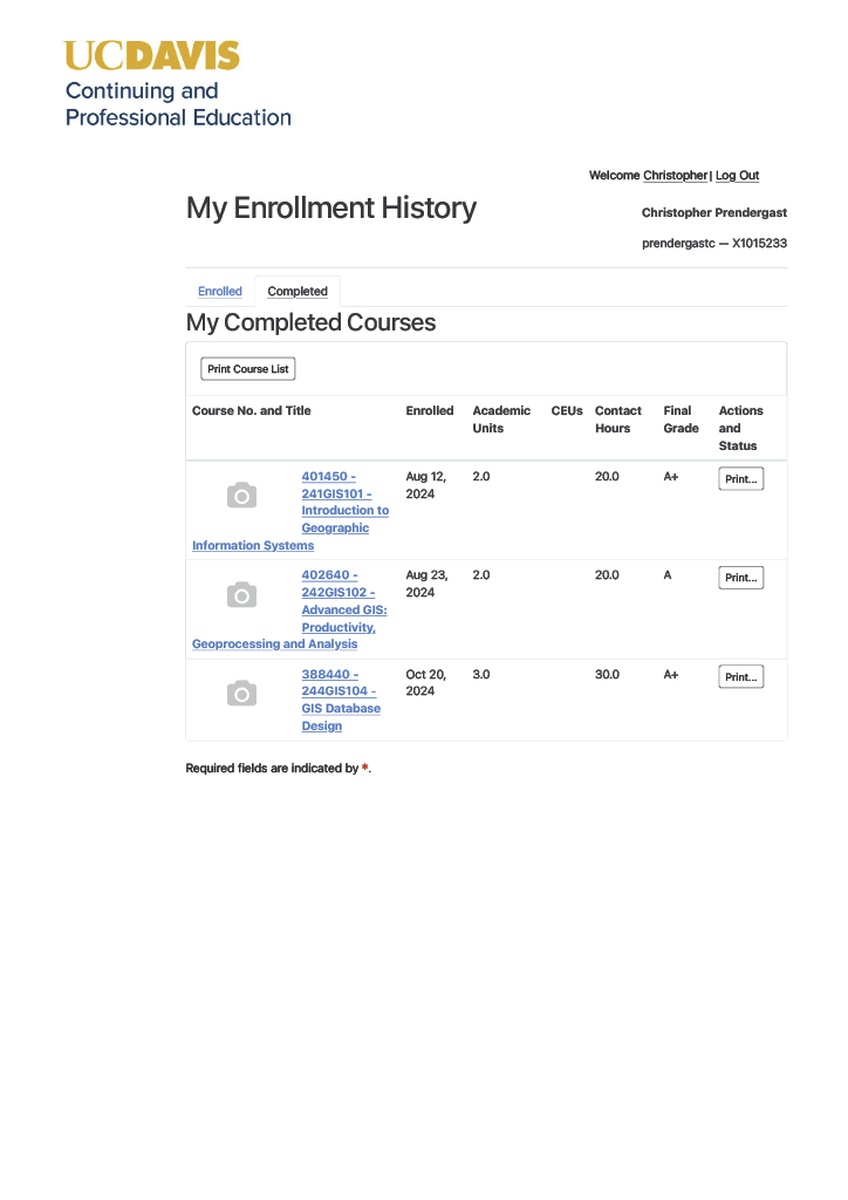 UCDAVIS
Continuing and
Professional Education
Welcome Christopher| Log Out
My Enrollment History
Christopher Prendergast
prendergastc — X1015233
Enrolled
Completed
My Completed Courses
Print Course List
Course No. and Title Enrolled Academic Units CEUs Contact Hours Final Grade Actions and Status
401450 -
241GIS101 -
Introduction to
Geographic
Information Systems
Aug 12,
2024
2.0
20.0
A+
Print...
402640 -
242GIS102 -
Advanced GIS:
Productivity,
Geoprocessing and Analysis
Aug 23,
2024
2.0
20.0
A
Print...
388440 -
244GIS104 -
GIS Database
Design
Oct 20,
2024
3.0
30.0
A+
Print...
Required fields are indicated by *.